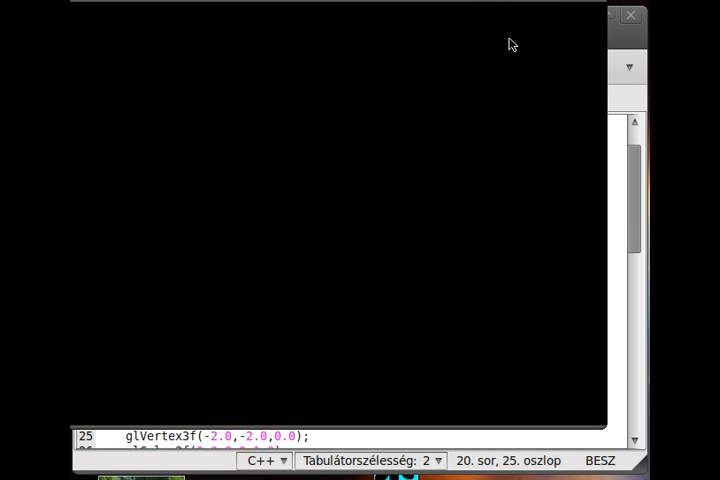 25 glVertex3f(-2.0,-2.0,0.0);
C++ Tabulátorszélesség: 2 20. sor, 25. oszlop BESZ